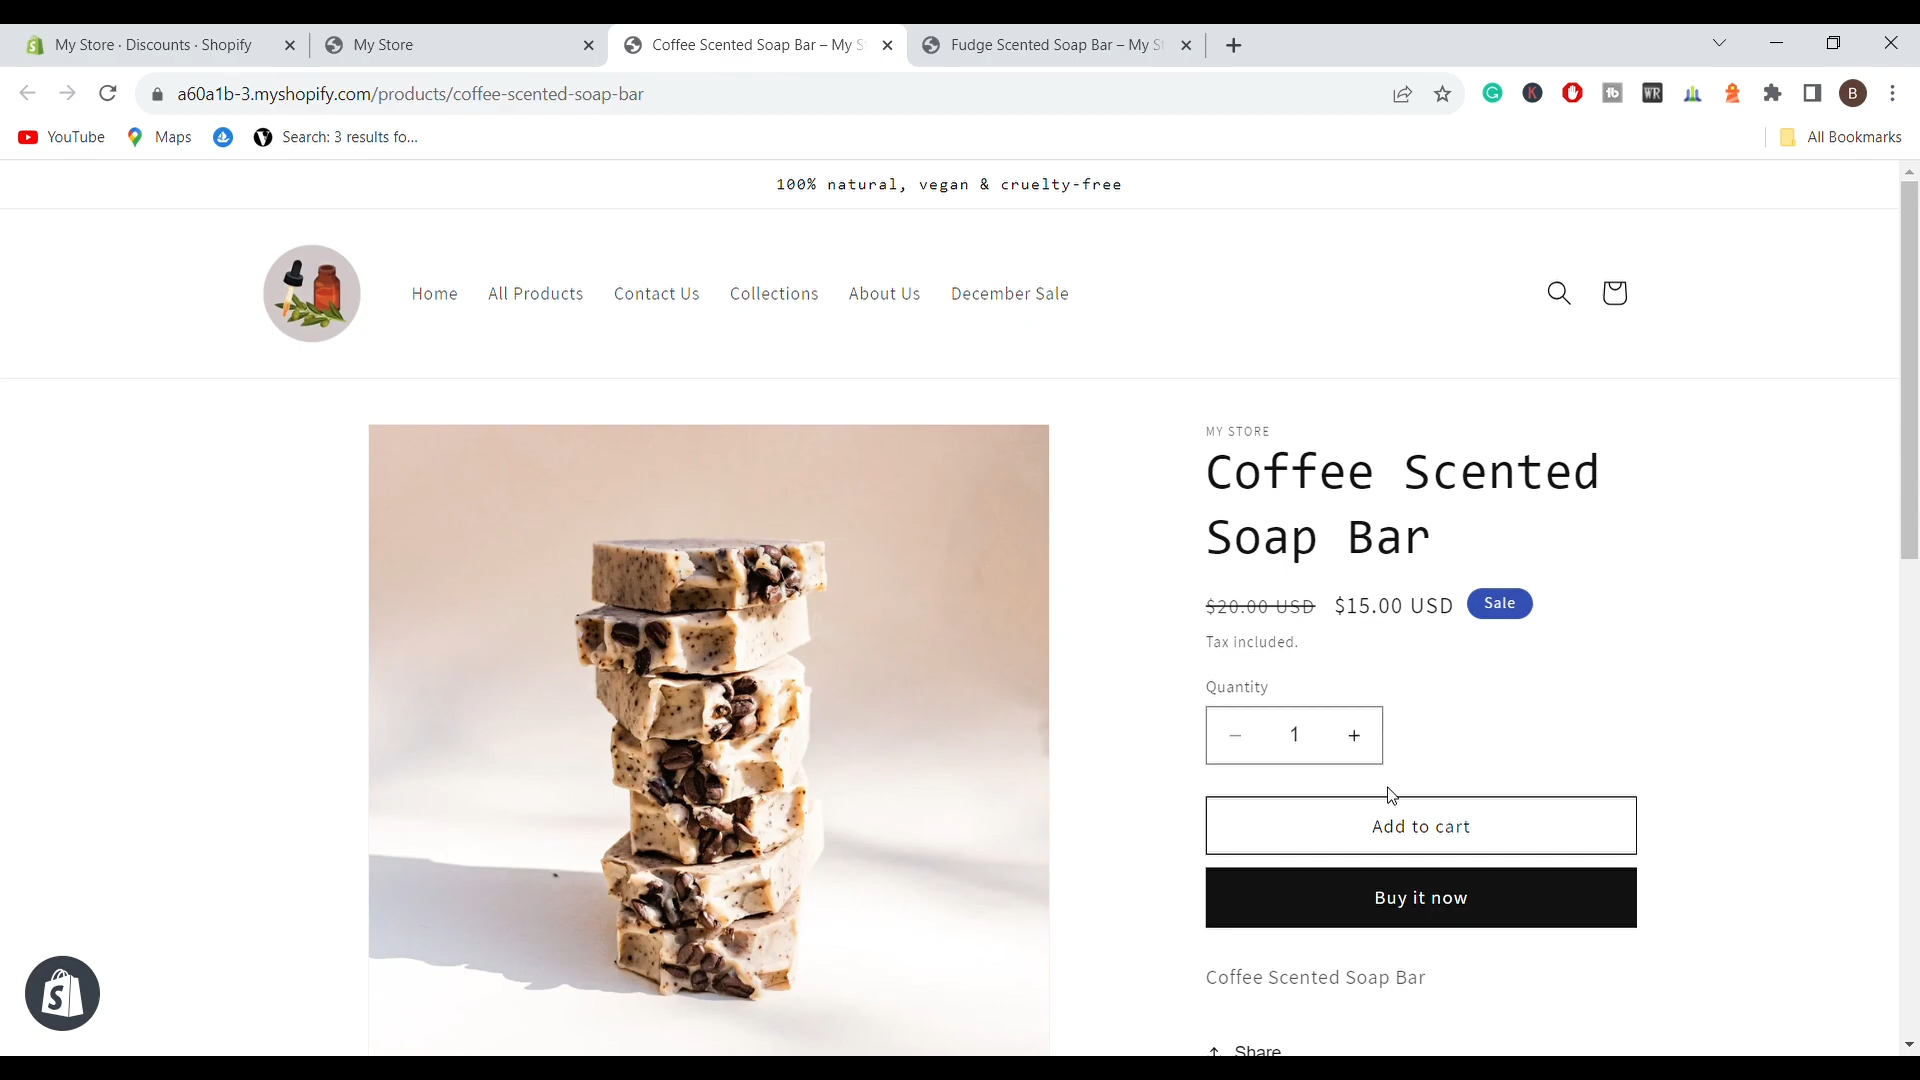 My Store · Discounts · Shopify
My Store
Coffee Scented Soap Bar – My S
Fudge Scented Soap Bar – My St
a60a1b-3.myshopify.com/products/coffee-scented-soap-bar
G
K
fb
WR
B
YouTube
Maps
Search: 3 results fo...
All Bookmarks
100% natural, vegan & cruelty-free
Home
All Products
Contact Us
Collections
About Us
December Sale
MY STORE
Coffee Scented
Soap Bar
$20.00 USD $15.00 USD Sale
Tax included.
Quantity
− 1 +
Add to cart
Buy it now
Coffee Scented Soap Bar
Share